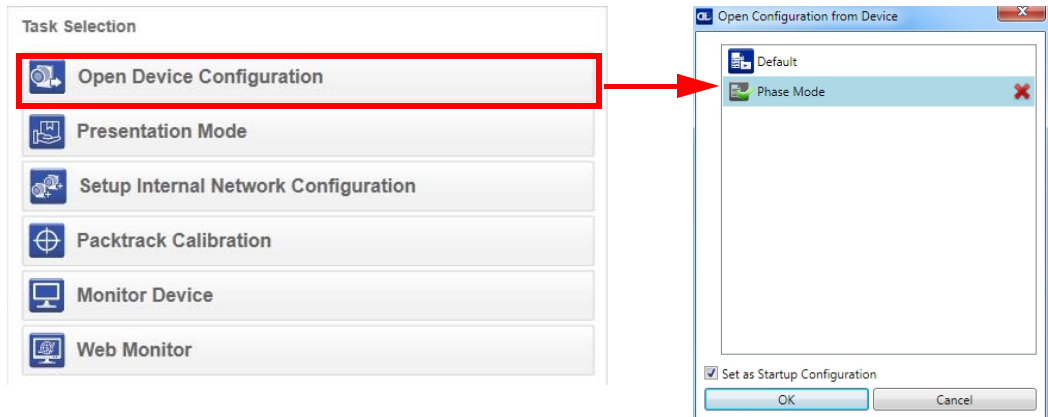 Task Selection
Open Device Configuration
Presentation Mode
Setup Internal Network Configuration
Packtrack Calibration
Monitor Device
Web Monitor
DL Open Configuration from Device X
Default
Phase Mode
Set as Startup Configuration
OK Cancel